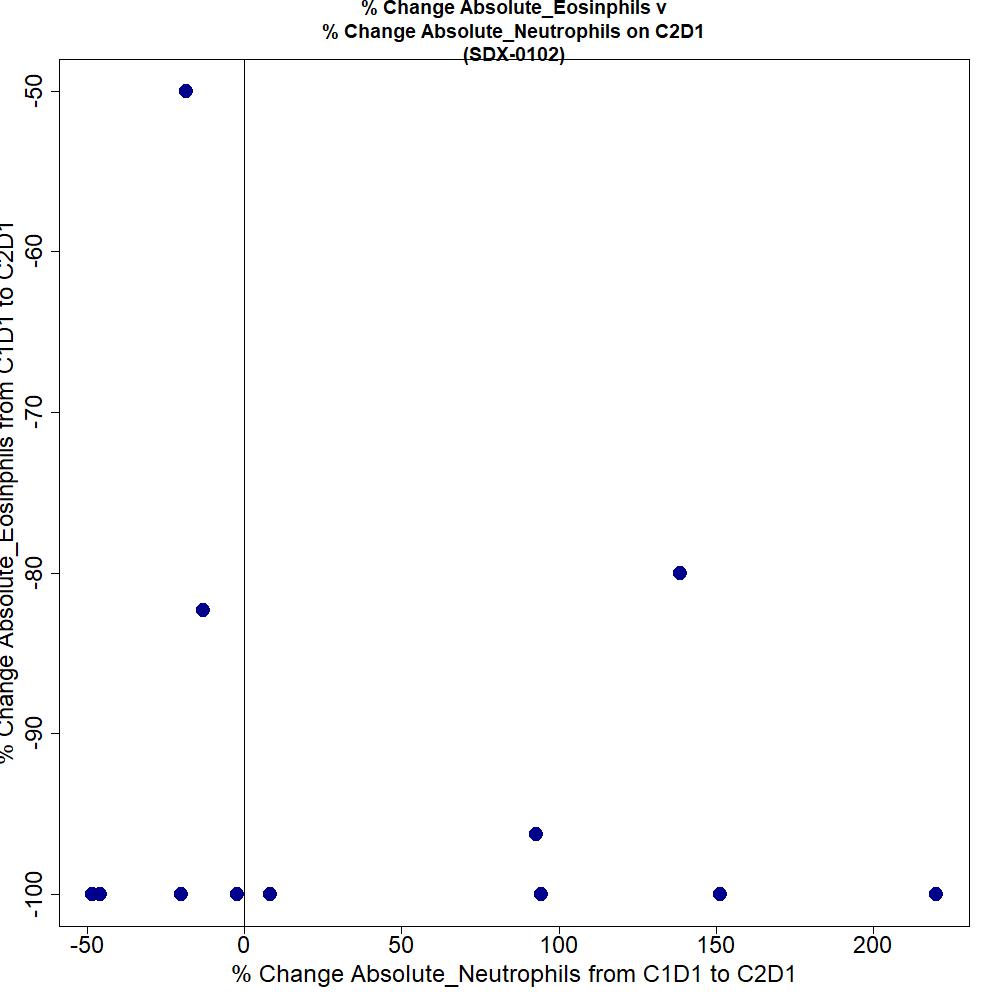 % Change Absolute_Eosinphils v
% Change Absolute_Neutrophils on C2D1
(SDX-0102)
% Change Absolute_Eosinphils from C1D1 to C2D1
-50
-60
-70
-80
-90
-100
-50 0 50 100 150 200
% Change Absolute_Neutrophils from C1D1 to C2D1